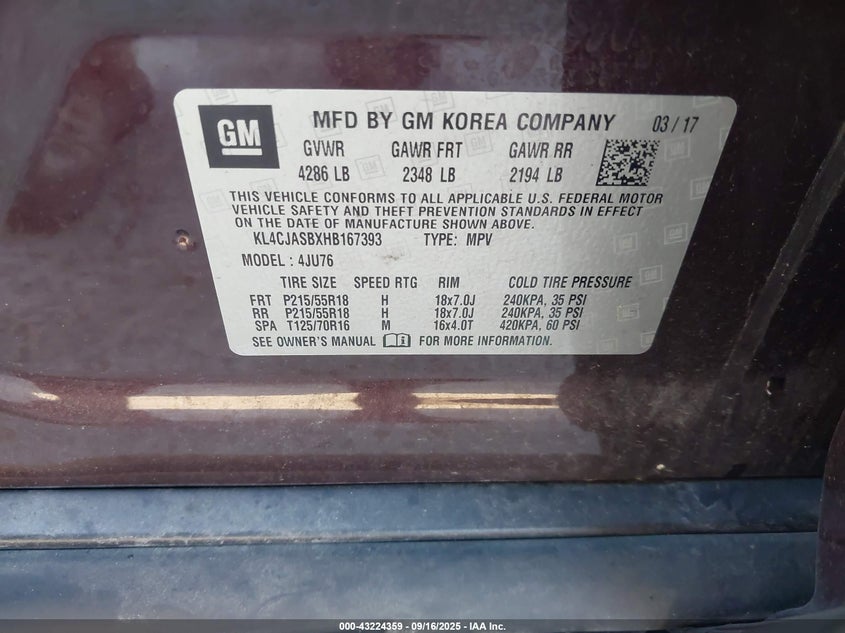 GM MFD BY GM KOREA COMPANY 03 / 17
GVWR GAWR FRT GAWR RR
4286 LB 2348 LB 2194 LB
THIS VEHICLE CONFORMS TO ALL APPLICABLE U.S. FEDERAL MOTOR
VEHICLE SAFETY AND THEFT PREVENTION STANDARDS IN EFFECT
ON THE DATE OF MANUFACTURE SHOWN ABOVE.
KL4CJASBXHB167393 TYPE: MPV
MODEL : 4JU76
TIRE SIZE SPEED RTG RIM COLD TIRE PRESSURE
FRT P215/55R18 H 18x7.0J 240KPA, 35 PSI
RR P215/55R18 H 18x7.0J 240KPA, 35 PSI
SPA T125/70R16 M 16x4.0T 420KPA, 60 PSI
SEE OWNER'S MANUAL FOR MORE INFORMATION.
000-43224359 - 09/16/2025 - IAA Inc.